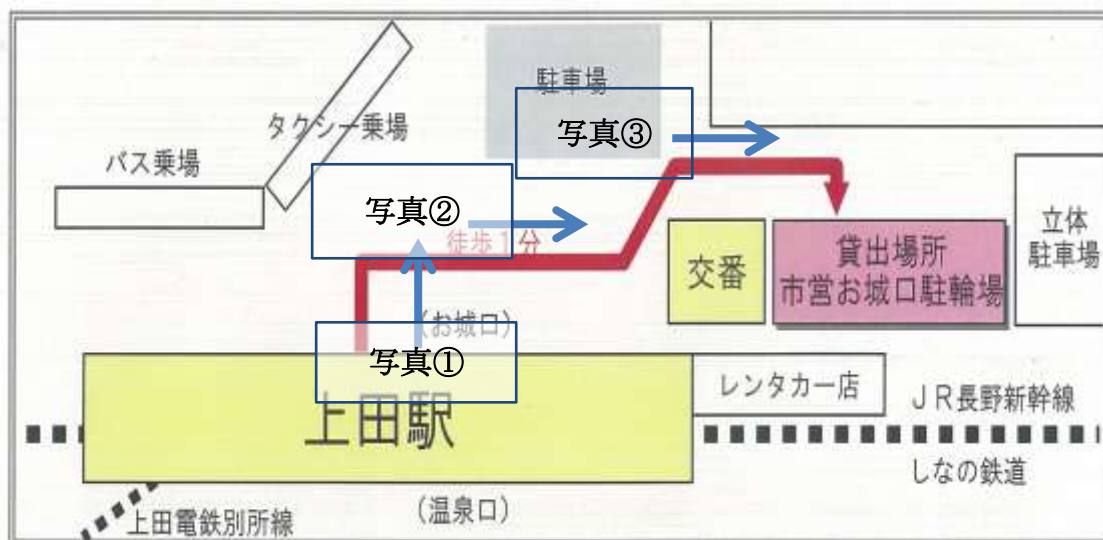 駐車場
写真③
タクシー乗場
バス乗場
写真②
徒歩1分
立体
駐車場
交番
貸出場所
市営お城口駐輪場
(お城口)
写真①
上田駅
レンタカー店
JR長野新幹線
しなの鉄道
(温泉口)
上田電鉄別所線